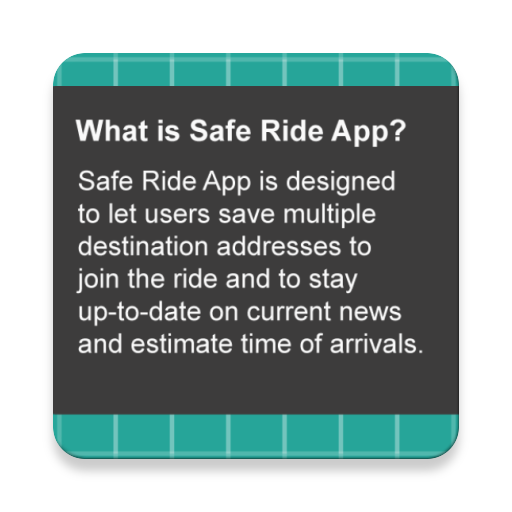 What is Safe Ride App?
Safe Ride App is designed
to let users save multiple
destination addresses to
join the ride and to stay
up-to-date on current news
and estimate time of arrivals.